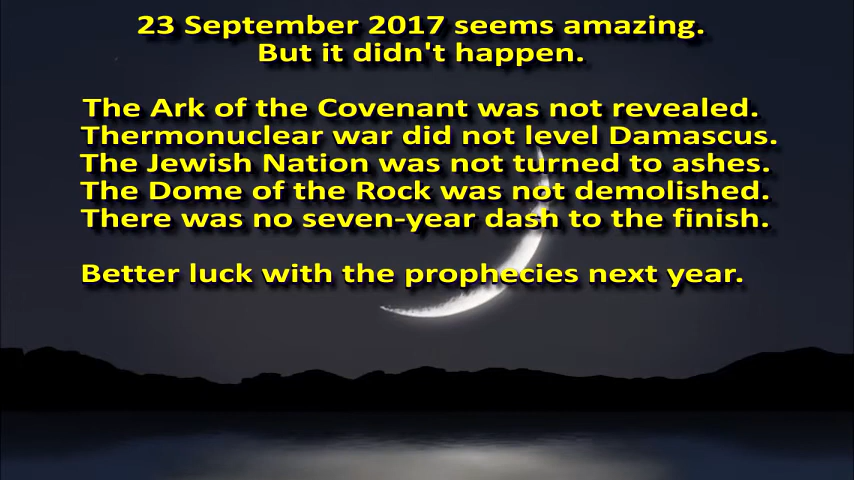 23 September 2017 seems amazing.
But it didn't happen.
The Ark of the Covenant was not revealed.
Thermonuclear war did not level Damascus.
The Jewish Nation was not turned to ashes.
The Dome of the Rock was not demolished.
There was no seven-year dash to the finish.
Better luck with the prophecies next year.